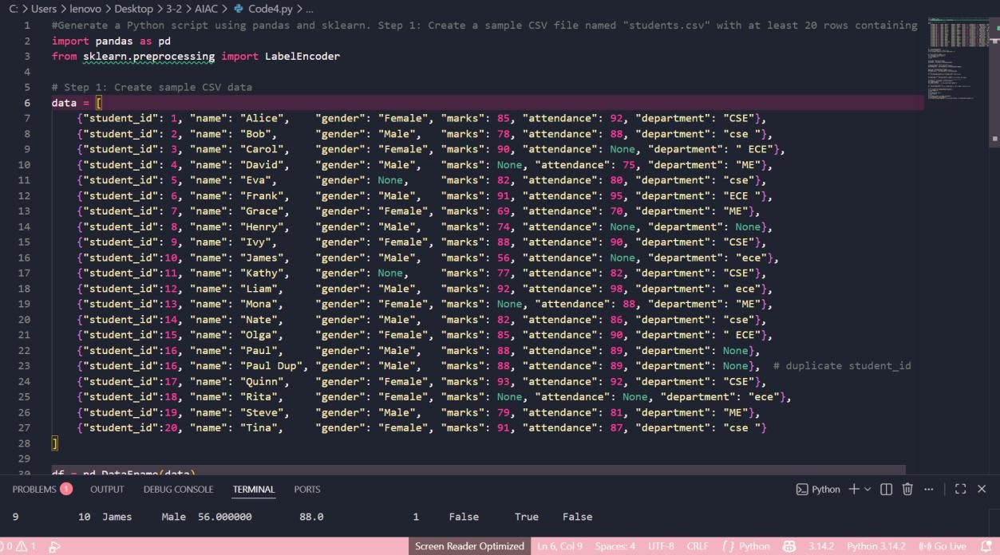 C: > Users > lenovo > Desktop > 3-2 > AIAC > Code4.py > ...
1 #Generate a Python script using pandas and sklearn. Step 1: Create a sample CSV file named "students.csv" with at least 20 rows containing
2 import pandas as pd
3 from sklearn.preprocessing import LabelEncoder
4
5 # Step 1: Create sample CSV data
6 data = [
7     {"student_id": 1, "name": "Alice",    "gender": "Female", "marks": 85, "attendance": 92, "department": "CSE"},
8     {"student_id": 2, "name": "Bob",      "gender": "Male",   "marks": 78, "attendance": 88, "department": "cse "},
9     {"student_id": 3, "name": "Carol",    "gender": "Female", "marks": 90, "attendance": None, "department": " ECE"},
10     {"student_id": 4, "name": "David",    "gender": "Male",   "marks": None, "attendance": 75, "department": "ME"},
11     {"student_id": 5, "name": "Eva",      "gender": None,     "marks": 82, "attendance": 80, "department": "cse"},
12     {"student_id": 6, "name": "Frank",    "gender": "Male",   "marks": 91, "attendance": 95, "department": "ECE "},
13     {"student_id": 7, "name": "Grace",    "gender": "Female", "marks": 69, "attendance": 70, "department": "ME"},
14     {"student_id": 8, "name": "Henry",    "gender": "Male",   "marks": 74, "attendance": None, "department": None},
15     {"student_id": 9, "name": "Ivy",      "gender": "Female", "marks": 88, "attendance": 90, "department": "CSE"},
16     {"student_id":10, "name": "James",    "gender": "Male",   "marks": 56, "attendance": None, "department": "ece"},
17     {"student_id":11, "name": "Kathy",    "gender": None,     "marks": 77, "attendance": 82, "department": "CSE"},
18     {"student_id":12, "name": "Liam",     "gender": "Male",   "marks": 92, "attendance": 98, "department": " ece"},
19     {"student_id":13, "name": "Mona",     "gender": "Female", "marks": None, "attendance": 88, "department": "ME"},
20     {"student_id":14, "name": "Nate",     "gender": "Male",   "marks": 82, "attendance": 86, "department": "cse"},
21     {"student_id":15, "name": "Olga",     "gender": "Female", "marks": 85, "attendance": 90, "department": " ECE"},
22     {"student_id":16, "name": "Paul",     "gender": "Male",   "marks": 88, "attendance": 89, "department": None},
23     {"student_id":16, "name": "Paul Dup", "gender": "Male",   "marks": 88, "attendance": 89, "department": None},  # duplicate student_id
24     {"student_id":17, "name": "Quinn",    "gender": "Female", "marks": 93, "attendance": 92, "department": "CSE"},
25     {"student_id":18, "name": "Rita",     "gender": "Female", "marks": None, "attendance": None, "department": "ece"},
26     {"student_id":19, "name": "Steve",    "gender": "Male",   "marks": 79, "attendance": 81, "department": "ME"},
27     {"student_id":20, "name": "Tina",     "gender": "Female", "marks": 91, "attendance": 87, "department": "cse "}
28 ]
29
30 df = pd.DataFrame(data)
PROBLEMS 1 OUTPUT DEBUG CONSOLE TERMINAL PORTS Python
9 10 James Male 56.000000 88.0 1 False True False
0 1 Screen Reader Optimized Ln 6, Col 9 Spaces: 4 UTF-8 CRLF { } Python 3.14.2 Python 3.14.2 Go Live